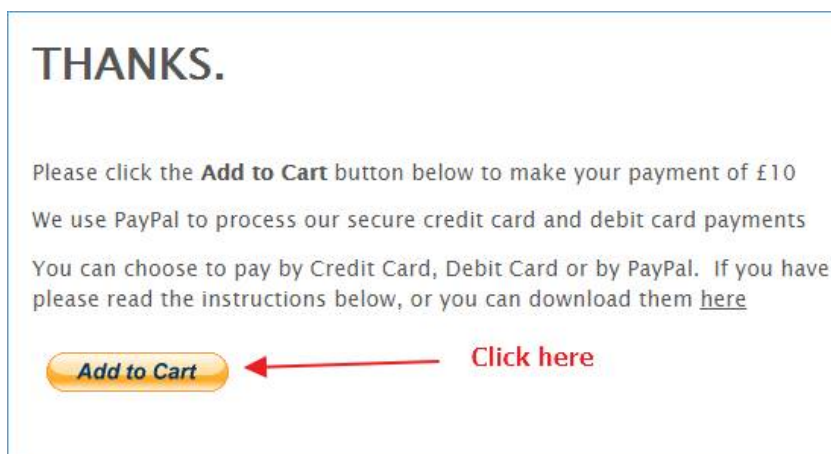 THANKS.
Please click the Add to Cart button below to make your payment of £10
We use PayPal to process our secure credit card and debit card payments
You can choose to pay by Credit Card, Debit Card or by PayPal.  If you have
please read the instructions below, or you can download them here
Add to Cart
Click here